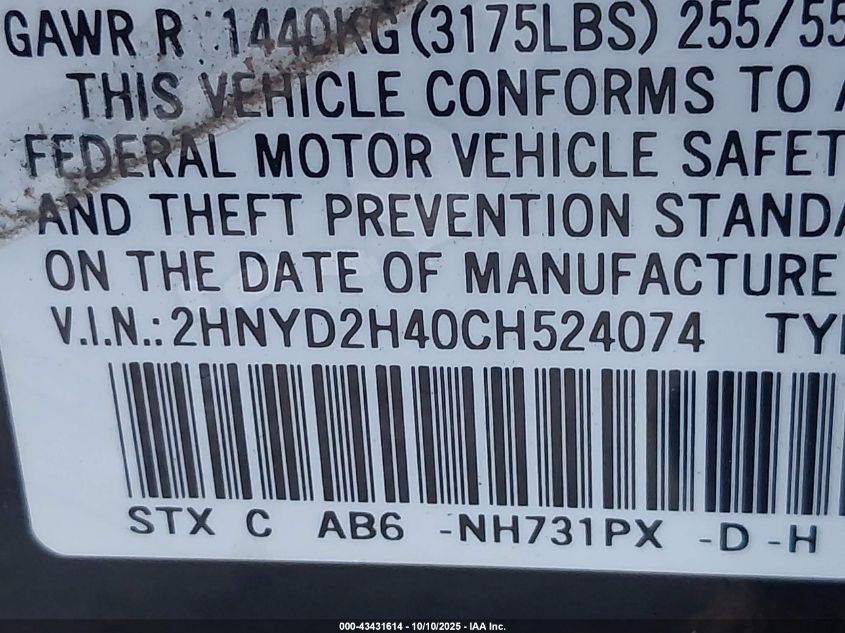 GAWR R 1440KG (3175LBS) 255/55
THIS VEHICLE CONFORMS TO A
FEDERAL MOTOR VEHICLE SAFET
AND THEFT PREVENTION STANDA
ON THE DATE OF MANUFACTURE
V.I.N.: 2HNYD2H40CH524074 TYP
STX C AB6 -NH731PX -D -H
000-43431614 - 10/10/2025 - IAA Inc.